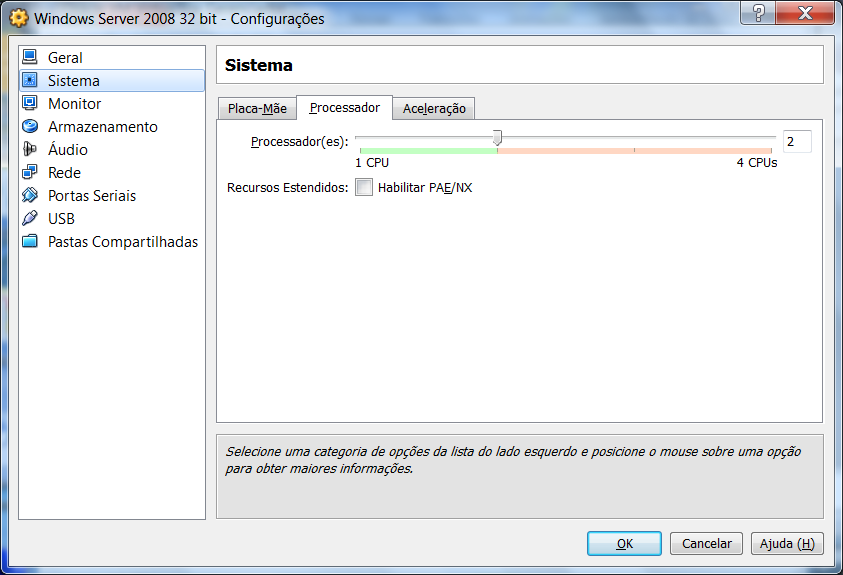 Windows Server 2008 32 bit - Configurações
Geral
Sistema
Monitor
Armazenamento
Áudio
Rede
Portas Seriais
USB
Pastas Compartilhadas
Sistema
Placa-Mãe Processador Aceleração
Processador(es): 2
1 CPU 4 CPUs
Recursos Estendidos: Habilitar PAE/NX
Selecione uma categoria de opções da lista do lado esquerdo e posicione o mouse sobre uma opção
para obter maiores informações.
OK Cancelar Ajuda (H)